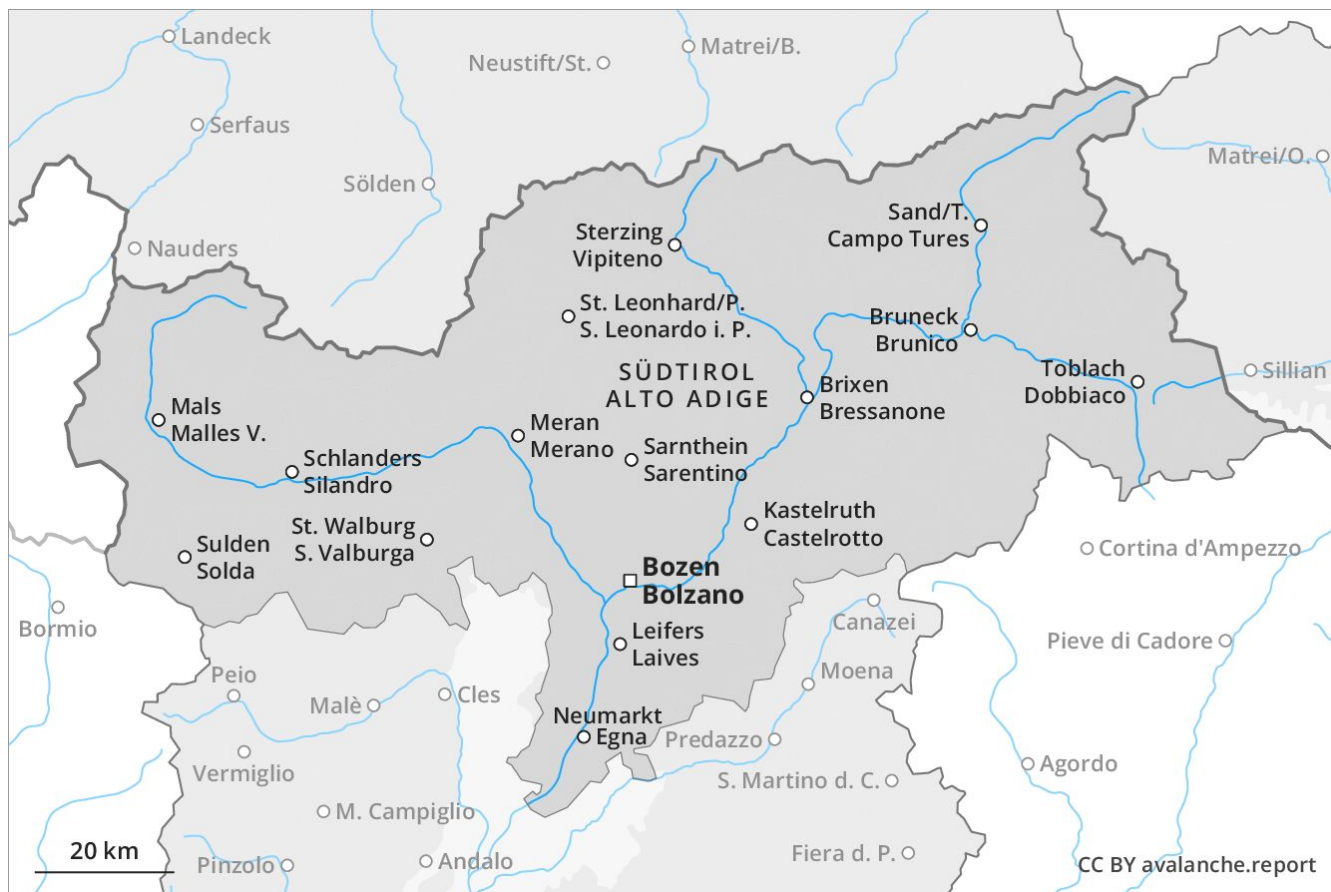 Landeck
Matrei/B.
Neustift/St.
Serfaus
Matrei/O.
Sölden
Sand/T.
Campo Tures
Sterzing
Vipiteno
Nauders
St. Leonhard/P.
S. Leonardo i. P.
Bruneck
Brunico
SÜDTIROL
ALTO ADIGE
Toblach
Dobbiaco
Sillian
Brixen
Bressanone
Mals
Malles V.
Meran
Merano
Sarnthein
Sarentino
Schlanders
Silandro
Kastelruth
Castelrotto
St. Walburg
S. Valburga
Sulden
Solda
Cortina d'Ampezzo
Bozen
Bolzano
Bormio
Leifers
Laives
Canazei
Pieve di Cadore
Peio
Moena
Malè
Cles
Neumarkt
Egna
Predazzo
Vermiglio
Agordo
S. Martino d. C.
M. Campiglio
20 km
Pinzolo
Andalo
Fiera d. P.
CC BY avalanche.report